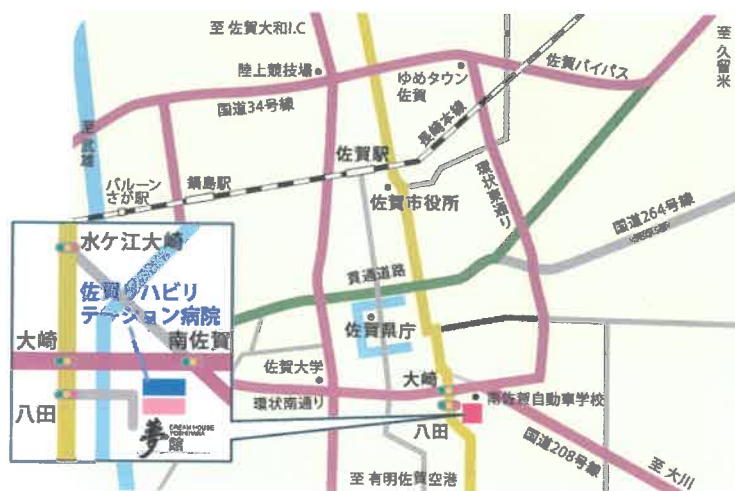 至 佐賀大和I.C
至 久留米
陸上競技場
ゆめタウン
佐賀
佐賀バイパス
国道34号線
至 武雄
長崎本線
佐賀駅
バルーン
さが駅
鍋島駅
佐賀市役所
環状東通り
国道264号線
水ケ江大崎
貫通道路
佐賀リハビリ
テーション病院
佐賀県庁
大崎
南佐賀
佐賀大学
大崎
環状南通り
南佐賀自動車学校
八田
八田
DREAM HOUSE
YOSHIHARA
夢館
国道208号線
至 有明佐賀空港
至 大川